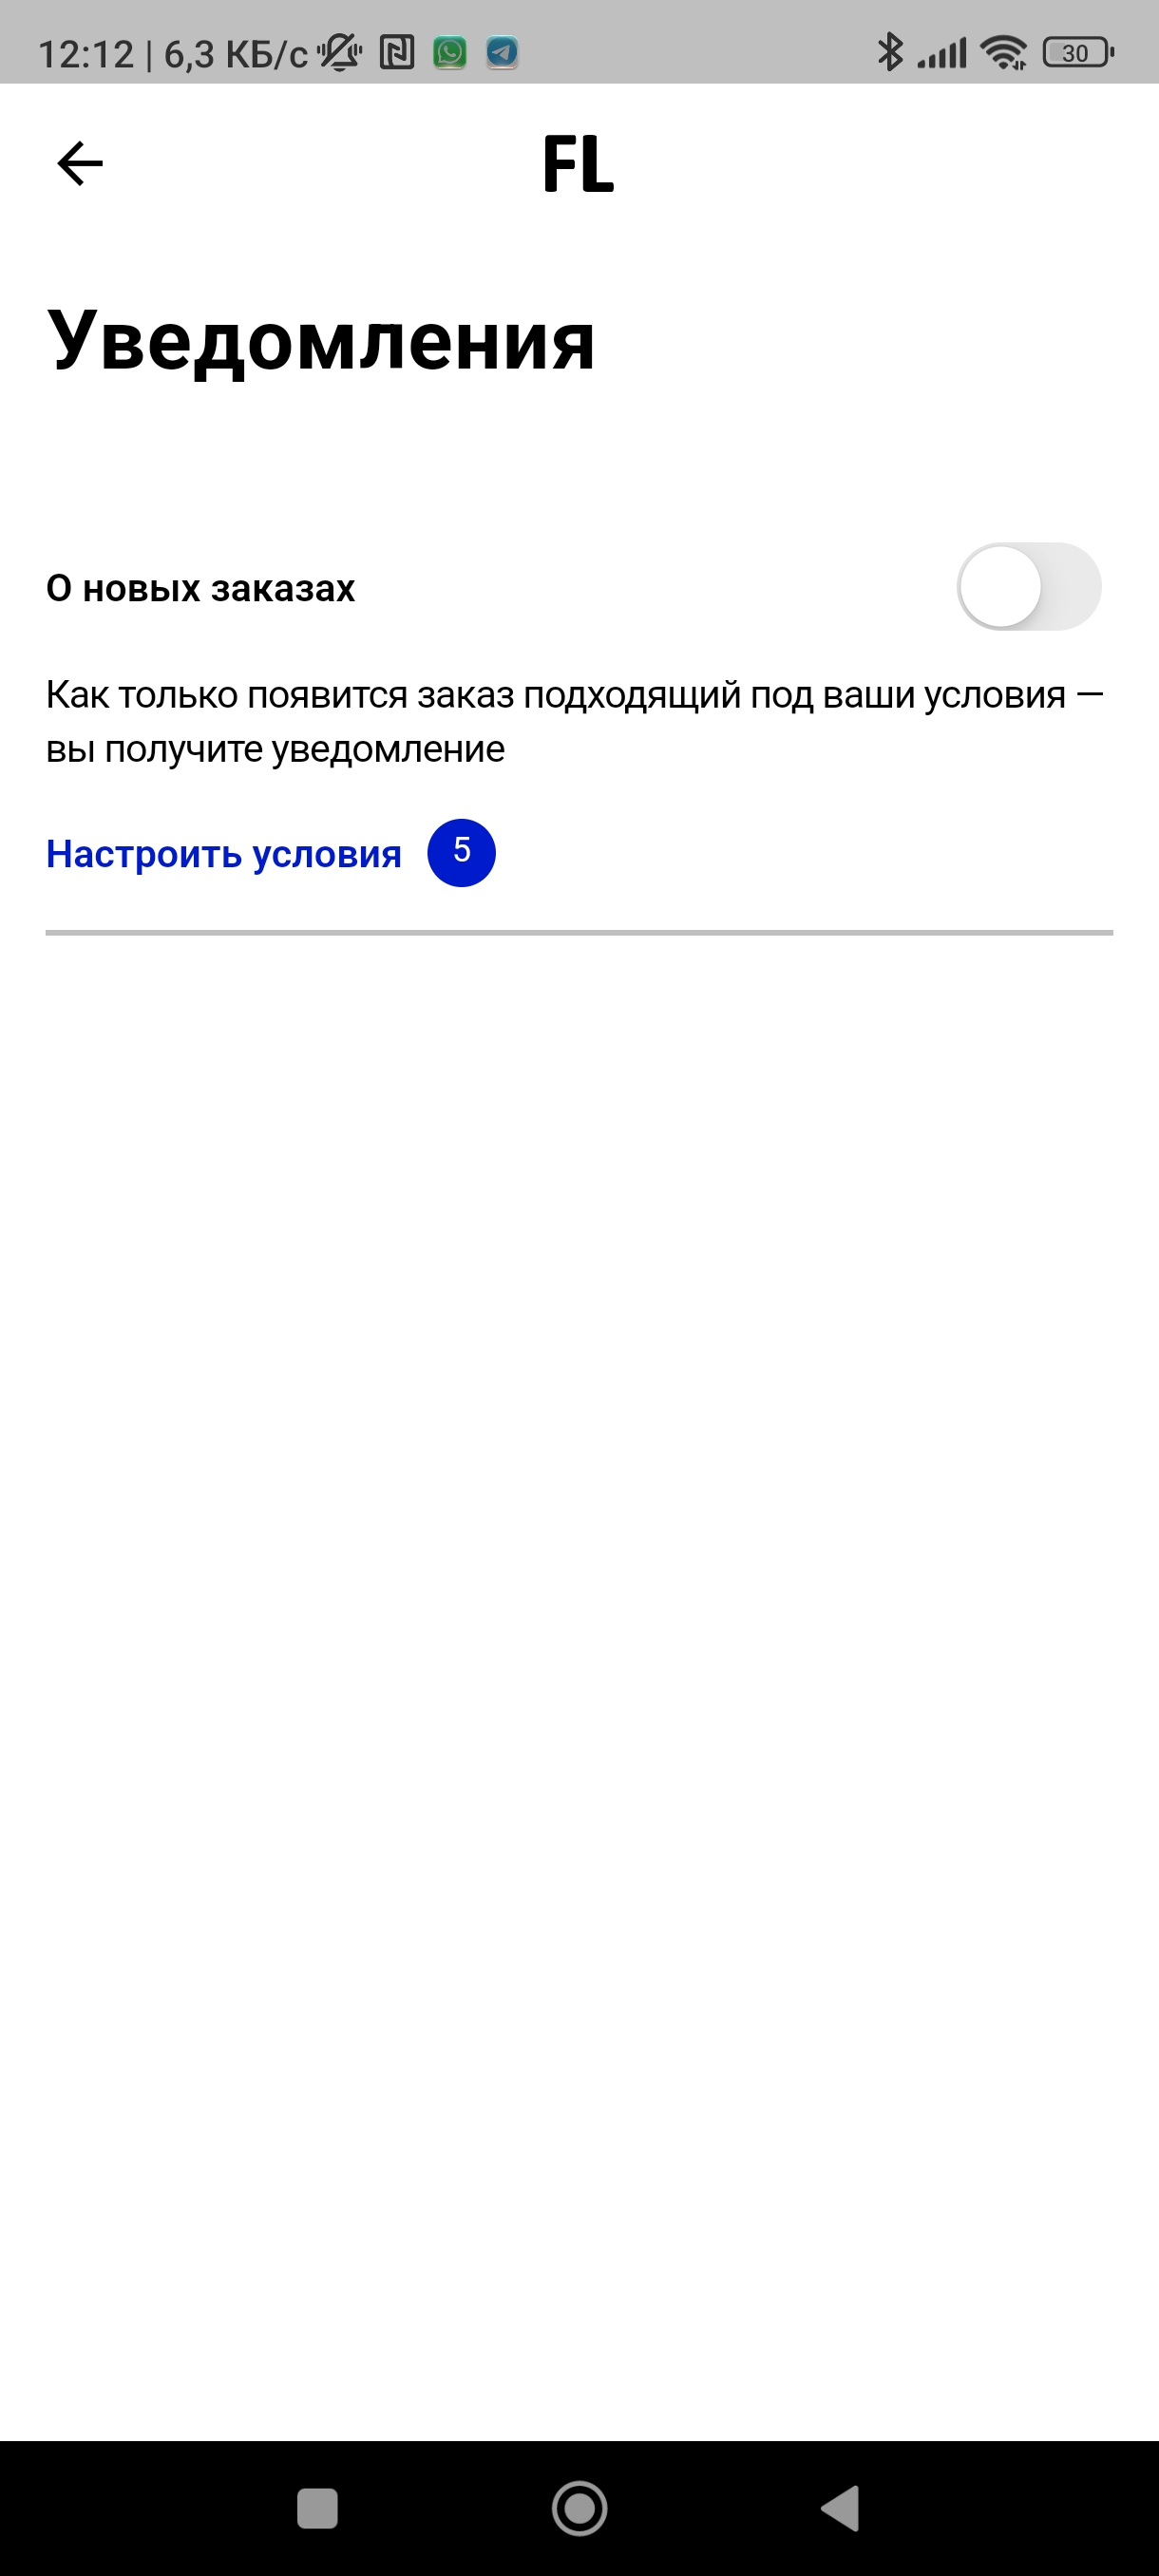 12:12 | 6,3 КБ/с 30
FL
Уведомления
О новых заказах
Как только появится заказ подходящий под ваши условия —
вы получите уведомление
Настроить условия 5